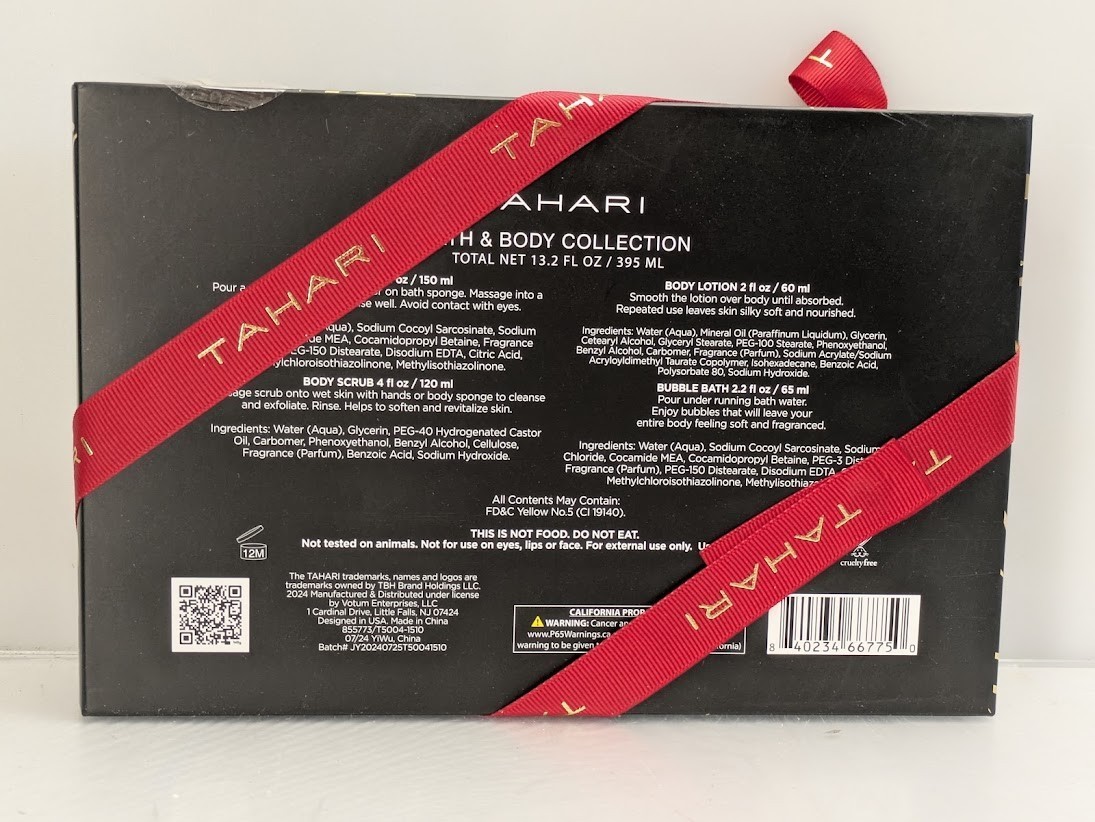 TAHARI
TAHARI
AHARI
& BODY COLLECTION
TOTAL NET 13.2 FL OZ / 395 ML
oz / 150 ml
Pour a
on bath sponge. Massage into a
well. Avoid contact with eyes.
Sodium Cocoyl Sarcosinate, Sodium
MEA, Cocamidopropyl Betaine, Fragrance
PEG-150 Distearate, Disodium EDTA, Citric Acid,
Methylisothiazolinone.
BODY SCRUB 4 fl oz / 120 ml
scrub onto wet skin with hands or body sponge to cleanse
and exfoliate. Rinse. Helps to soften and revitalize skin.
Ingredients: Water (Aqua), Glycerin, PEG-40 Hydrogenated Castor
Oil, Carbomer, Phenoxyethanol, Benzyl Alcohol, Cellulose,
Fragrance (Parfum), Benzoic Acid, Sodium Hydroxide.
BODY LOTION 2 fl oz / 60 ml
Smooth the lotion over body until absorbed.
Repeated use leaves skin silky soft and nourished.
Ingredients: Water (Aqua), Mineral Oil (Paraffinum Liquidum), Glycerin,
Cetearyl Alcohol, Glyceryl Stearate, PEG-100 Stearate, Phenoxyethanol,
Benzyl Alcohol, Carbomer, Fragrance (Parfum), Sodium Acrylate/Sodium
Acryloyldimethyl Taurate Copolymer, Isohexadecane, Benzoic Acid,
Polysorbate 80, Sodium Hydroxide.
BUBBLE BATH 2.2 fl oz / 65 ml
Pour under running bath water.
Enjoy bubbles that will leave your
entire body feeling soft and fragranced.
Ingredients: Water (Aqua), Sodium Cocoyl Sarcosinate, Sodium
Chloride, Cocamide MEA, Cocamidopropyl Betaine, PEG-3
Fragrance (Parfum), PEG-150 Distearate, Disodium EDTA,
Methylchloroisothiazolinone,
All Contents May Contain:
FD&C Yellow No.5 (CI 19140).
THIS IS NOT FOOD. DO NOT EAT.
Not tested on animals. Not for use on eyes, lips or face. For external use only.
12M
crueltyfree
The TAHARI trademarks, names and logos are
trademarks owned by TBH Brand Holdings LLC.
2024 Manufactured & Distributed under license
by Votum Enterprises, LLC
1 Cardinal Drive, Little Falls, NJ 07424
Designed in USA. Made in China
855773/T5004-1510
07/24 YiWu, China
Batch# JY20240725T50041510
CALIFORNIA PROP
WARNING: Cancer
www.P65Warnings.ca
warning to be given
TAHARI
8 40234 66775 0